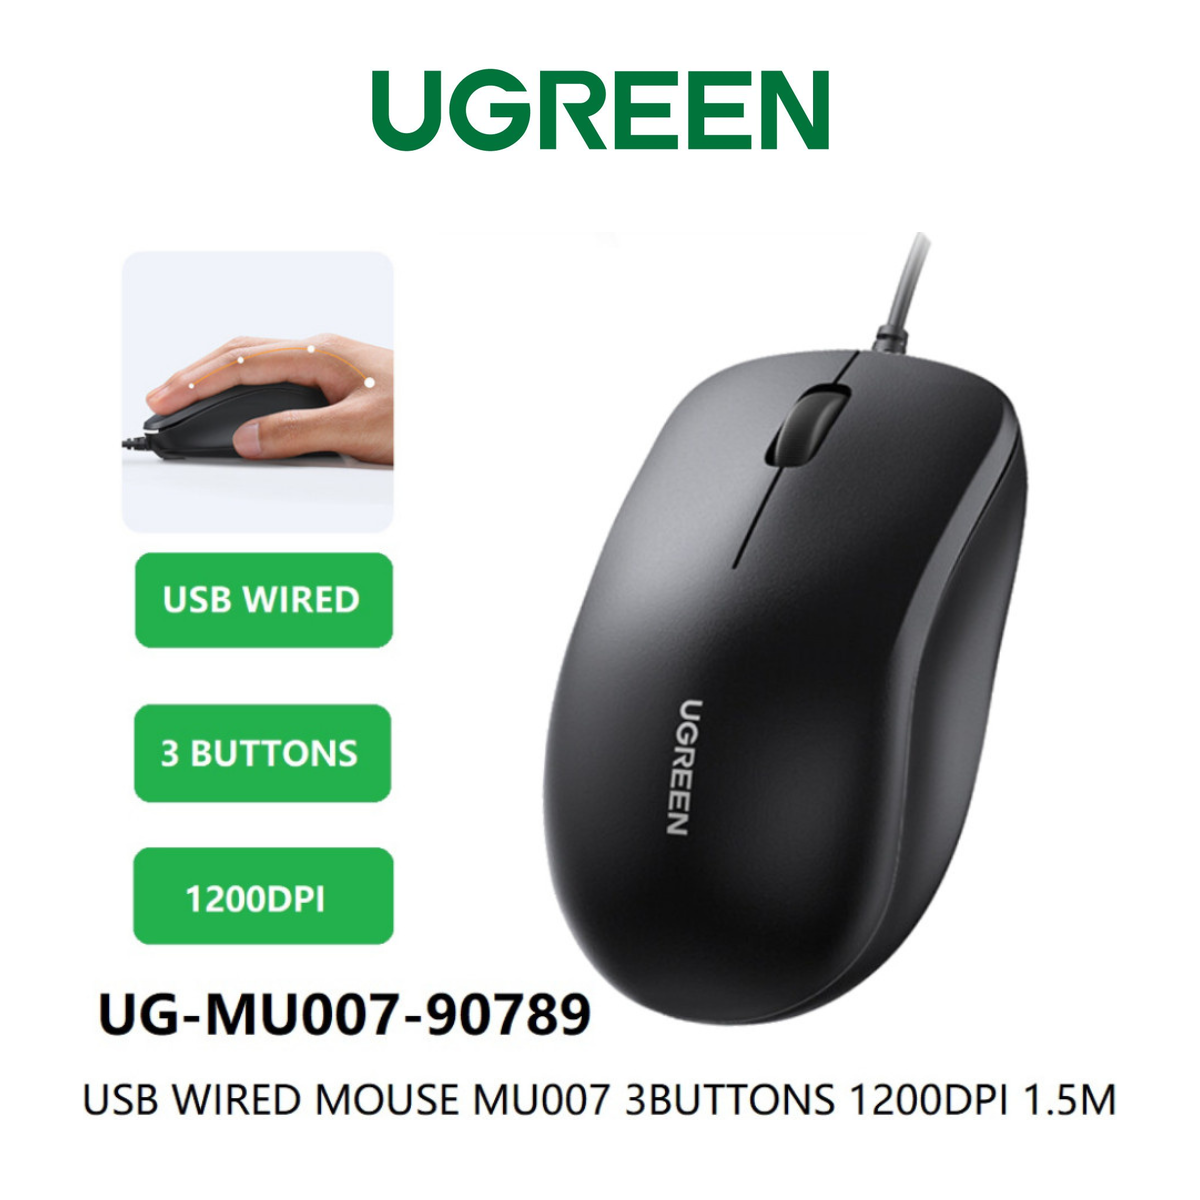 UGREEN
USB WIRED
3 BUTTONS
1200DPI
UGREEN
UG-MU007-90789
USB WIRED MOUSE MU007 3BUTTONS 1200DPI 1.5M